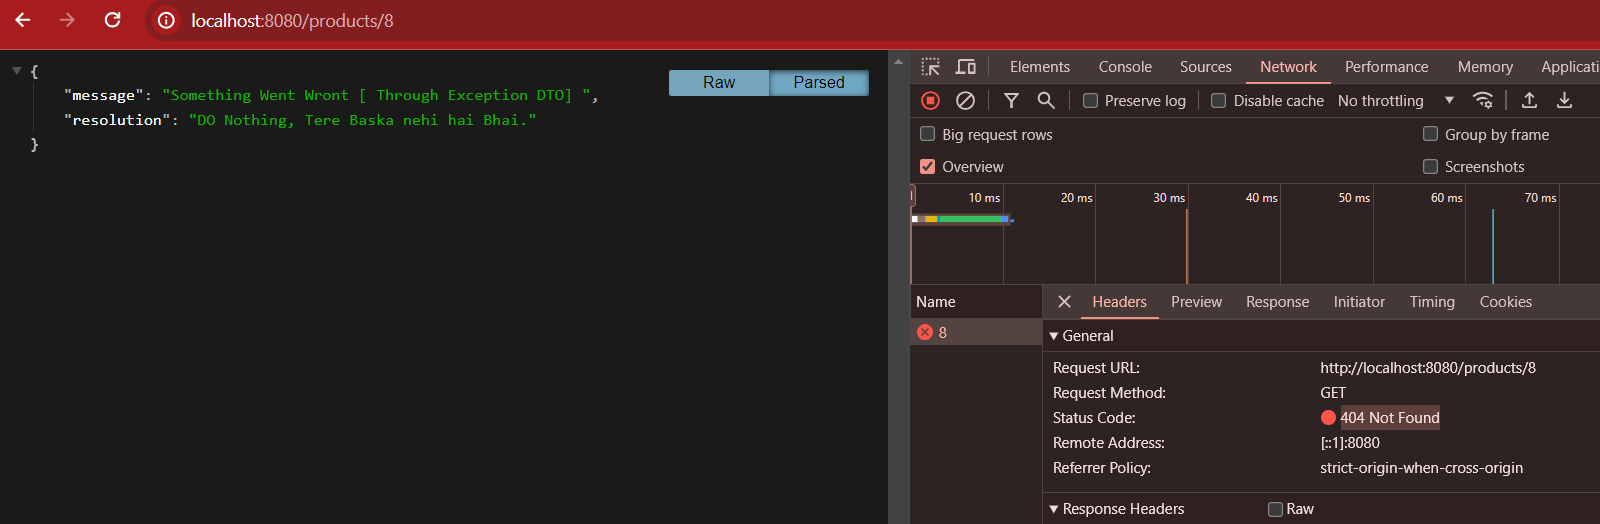 localhost:8080/products/8
{
"message": "Something Went Wront [ Through Exception DTO] ",
"resolution": "DO Nothing, Tere Baska nehi hai Bhai."
}
Raw Parsed
Elements Console Sources Network Performance Memory Applicati
Preserve log Disable cache No throttling
Big request rows Group by frame
Overview Screenshots
10 ms 20 ms 30 ms 40 ms 50 ms 60 ms 70 ms
Name
8
Headers Preview Response Initiator Timing Cookies
General
Request URL: http://localhost:8080/products/8
Request Method: GET
Status Code: 404 Not Found
Remote Address: [::1]:8080
Referrer Policy: strict-origin-when-cross-origin
Response Headers Raw